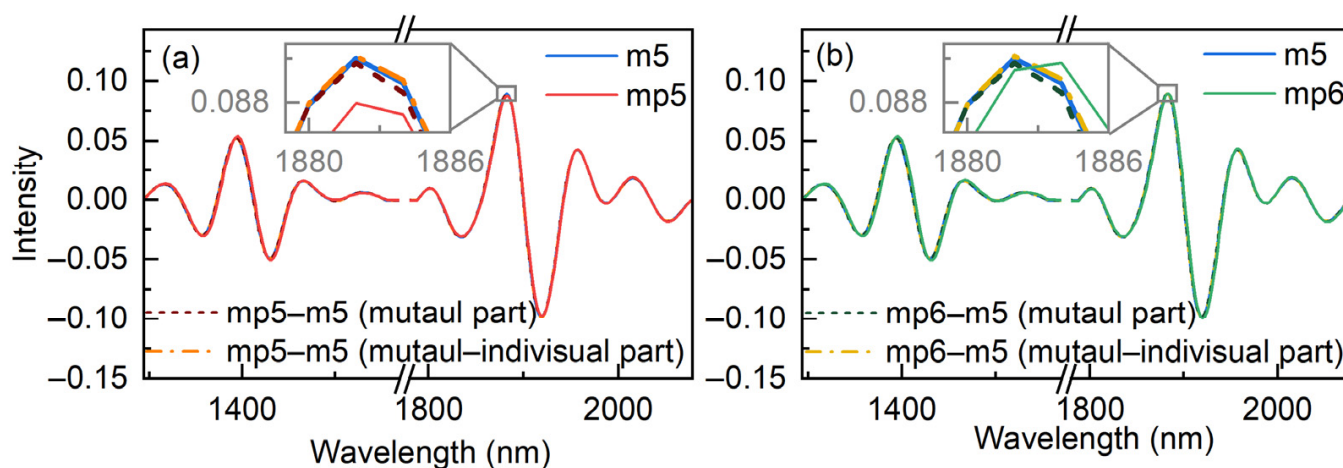 (a)
m5
mp5
0.088
1880
1886
0.10
0.05
0.00
–0.05
–0.10
–0.15
Intensity
mp5–m5 (mutaul part)
mp5–m5 (mutaul–indivisual part)
1400
1800
2000
Wavelength (nm)
(b)
m5
mp6
0.088
1880
1886
0.10
0.05
0.00
–0.05
–0.10
–0.15
mp6–m5 (mutaul part)
mp6–m5 (mutaul–indivisual part)
1400
1800
2000
Wavelength (nm)